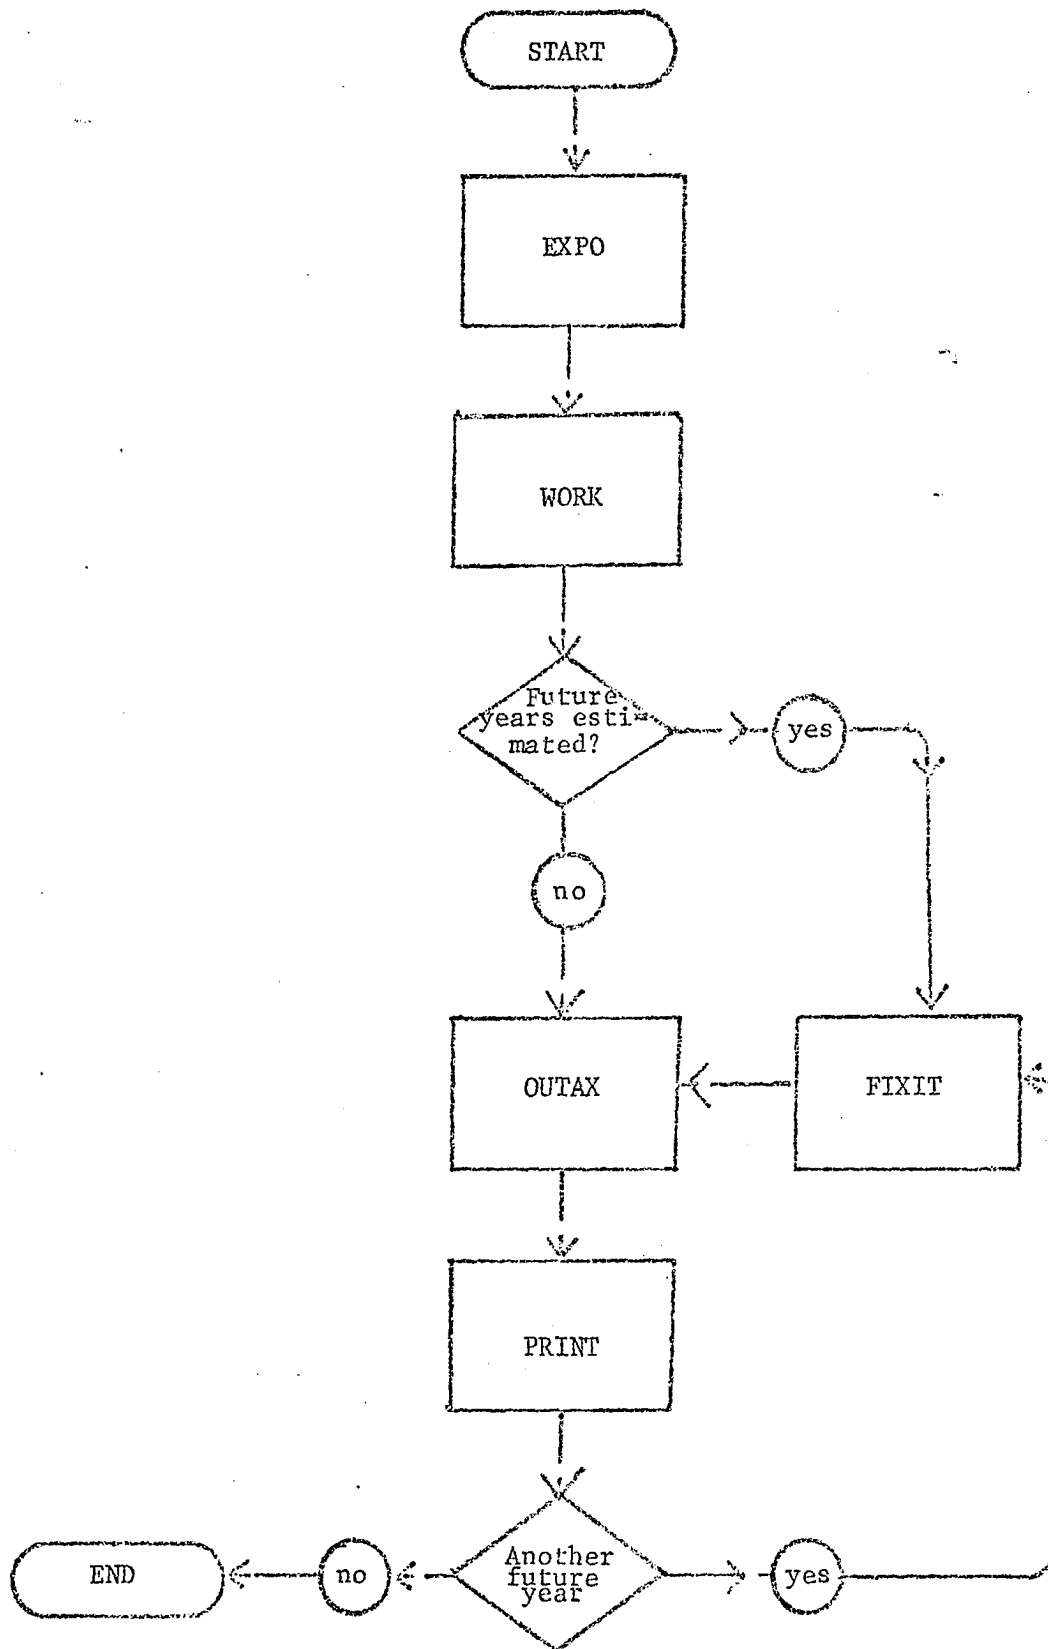 START
EXPO
WORK
Future
years esti-
mated?
yes
no
OUTAX
FIXIT
PRINT
END
no
Another
future
year
yes